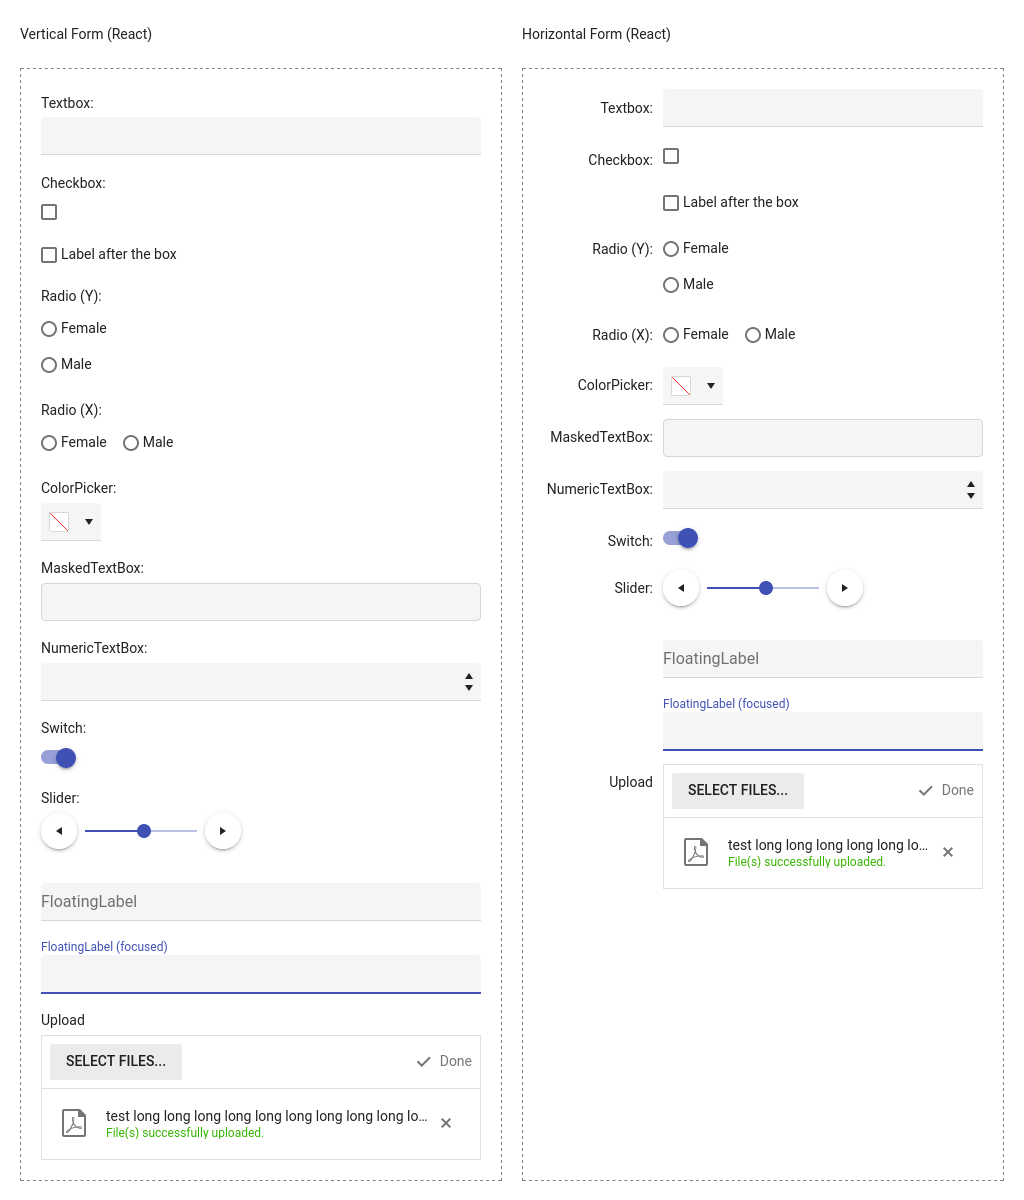 Vertical Form (React)
Textbox:
Checkbox:
Label after the box
Radio (Y):
Female
Male
Radio (X):
Female Male
ColorPicker:
MaskedTextBox:
NumericTextBox:
Switch:
Slider:
FloatingLabel
FloatingLabel (focused)
Upload
SELECT FILES... Done
test long long long long long long long long long lo...
File(s) successfully uploaded.
Horizontal Form (React)
Textbox:
Checkbox:
Label after the box
Radio (Y): Female
Male
Radio (X): Female Male
ColorPicker:
MaskedTextBox:
NumericTextBox:
Switch:
Slider:
FloatingLabel
FloatingLabel (focused)
Upload SELECT FILES... Done
test long long long long long lo...
File(s) successfully uploaded.